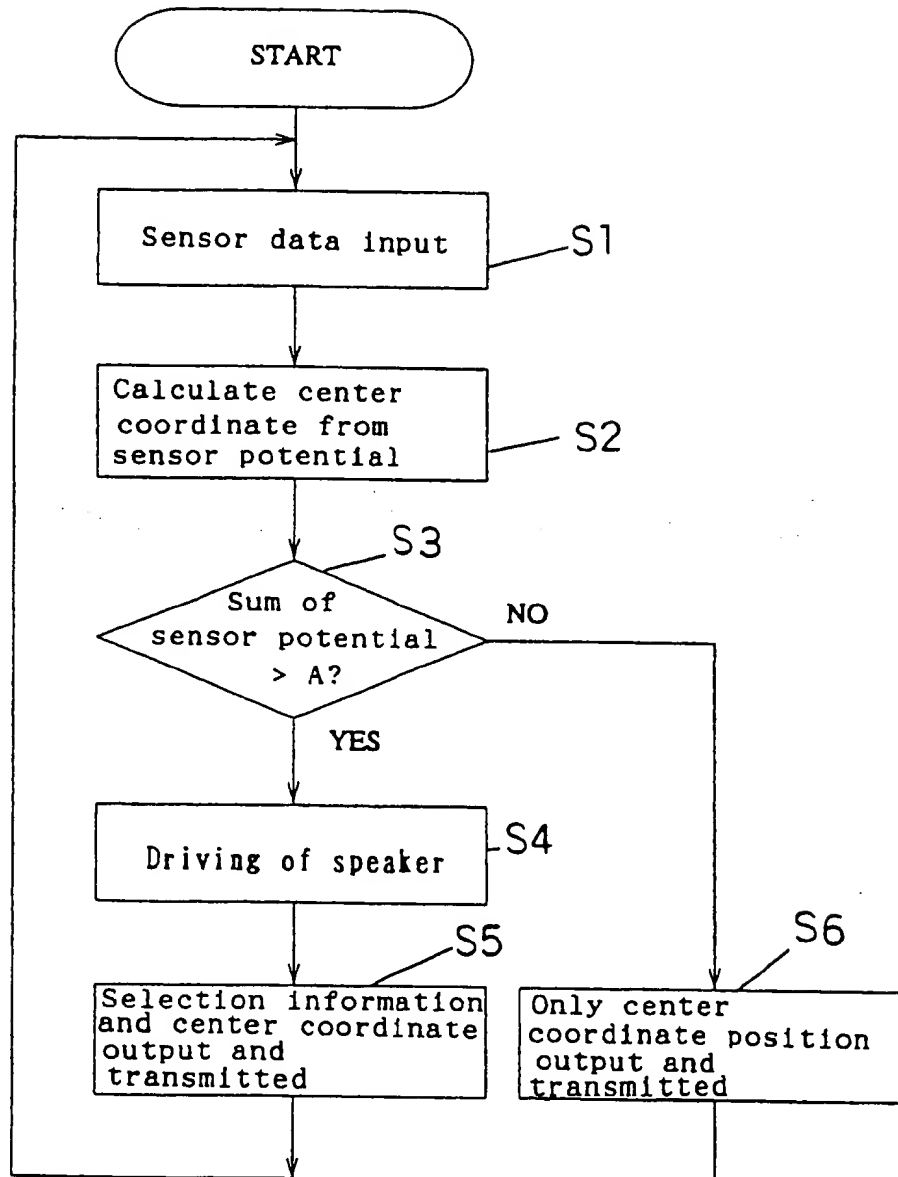 START
Sensor data input
S1
Calculate center
coordinate from
sensor potential
S2
S3
Sum of
sensor potential
> A?
NO
YES
Driving of speaker
S4
S5
Selection information
and center coordinate
output and
transmitted
S6
Only center
coordinate position
output and
transmitted